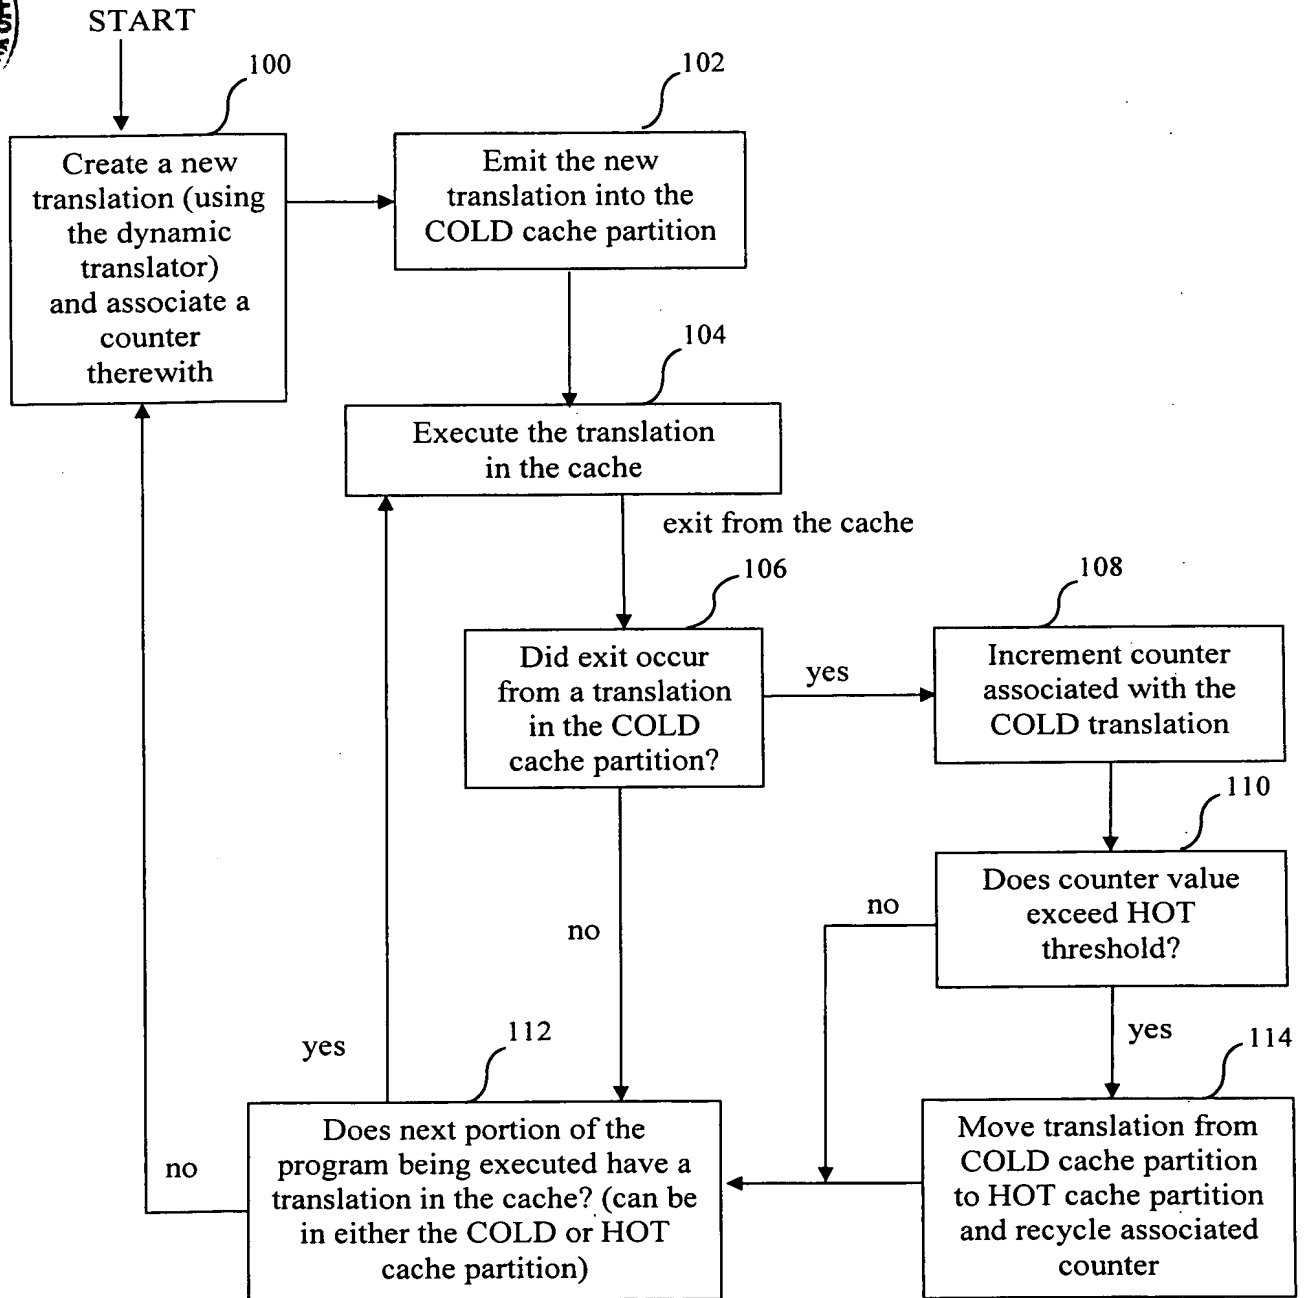 START
100
Create a new
translation (using
the dynamic
translator)
and associate a
counter
therewith
102
Emit the new
translation into the
COLD cache partition
104
Execute the translation
in the cache
exit from the cache
106
Did exit occur
from a translation
in the COLD
cache partition?
yes
108
Increment counter
associated with the
COLD translation
110
Does counter value
exceed HOT
threshold?
no
no
yes
112
yes
114
Does next portion of the
program being executed have a
translation in the cache? (can be
in either the COLD or HOT
cache partition)
no
Move translation from
COLD cache partition
to HOT cache partition
and recycle associated
counter